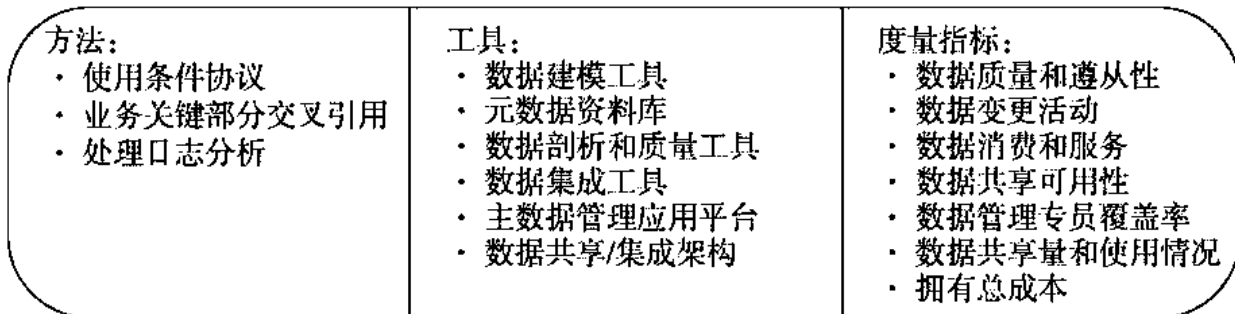 方法：
· 使用条件协议
· 业务关键部分交叉引用
· 处理日志分析
工具：
· 数据建模工具
· 元数据资料库
· 数据剖析和质量工具
· 数据集成工具
· 主数据管理应用平台
· 数据共享/集成架构
度量指标：
· 数据质量和遵从性
· 数据变更活动
· 数据消费和服务
· 数据共享可用性
· 数据管理专员覆盖率
· 数据共享量和使用情况
· 拥有总成本